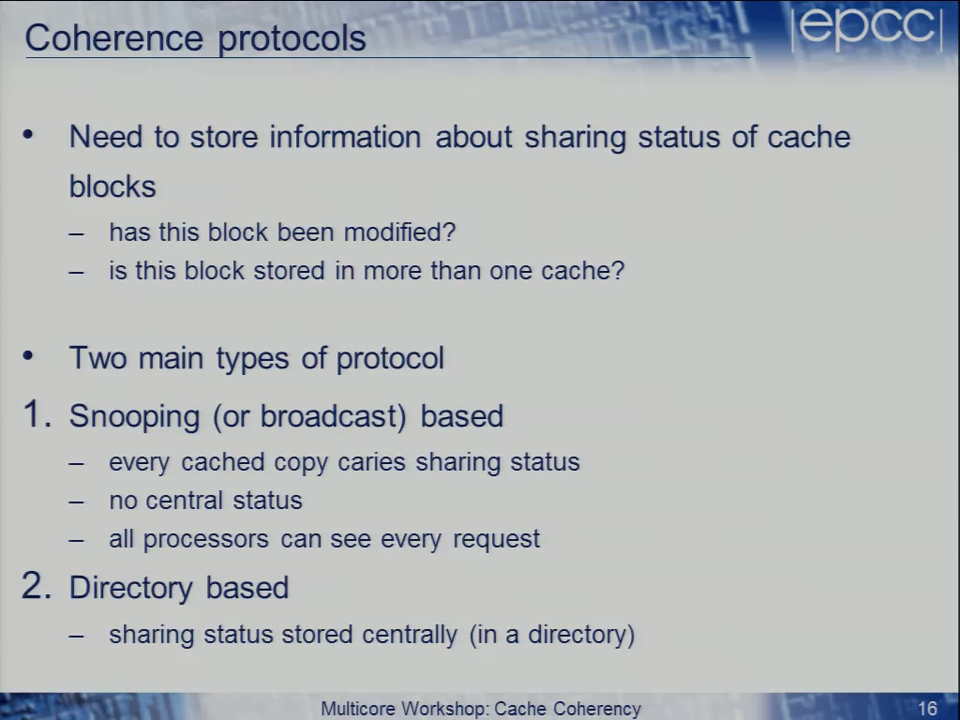 Coherence protocols
|epcc|
• Need to store information about sharing status of cache
blocks
– has this block been modified?
– is this block stored in more than one cache?
• Two main types of protocol
1. Snooping (or broadcast) based
– every cached copy caries sharing status
– no central status
– all processors can see every request
2. Directory based
– sharing status stored centrally (in a directory)
Multicore Workshop: Cache Coherency
16